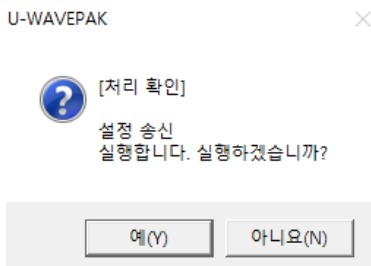 U-WAVEPAK
[처리 확인]
설정 송신
실행합니다. 실행하겠습니까?
예(Y)
아니요(N)